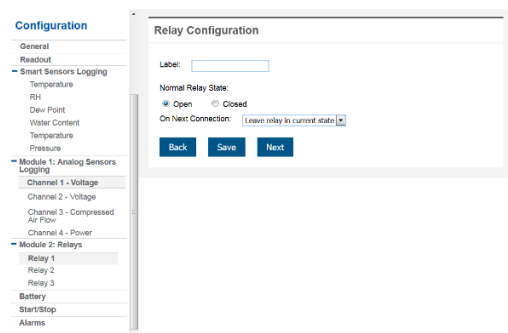 Configuration
General
Readout
Smart Sensors Logging
Temperature
RH
Dew Point
Water Content
Temperature
Pressure
Module 1: Analog Sensors
Logging
Channel 1 - Voltage
Channel 2 - Voltage
Channel 3 - Compressed
Air Flow
Channel 4 - Power
Module 2: Relays
Relay 1
Relay 2
Relay 3
Battery
Start/Stop
Alarms
Relay Configuration
Label:
Normal Relay State:
Open Closed
On Next Connection: Leave relay in current state
Back Save Next